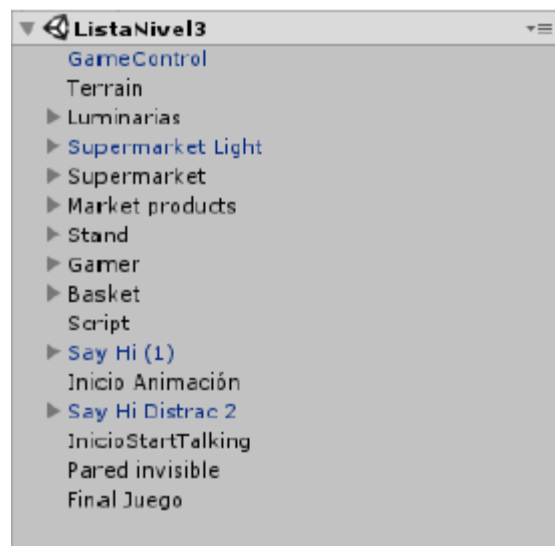 ListaNivel3
GameControl
Terrain
Luminarias
Supermarket Light
Supermarket
Market products
Stand
Gamer
Basket
Script
Say Hi (1)
Inicio Animación
Say Hi Distrac 2
InicioStartTalking
Pared invisible
Final Juego